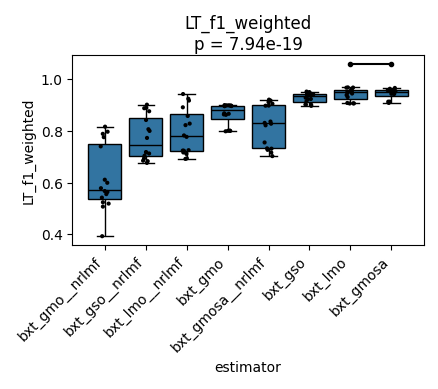 LT_f1_weighted
p = 7.94e-19
LT_f1_weighted
1.0
0.8
0.6
0.4
bxt_gmo__nrlmf
bxt_gso__nrlmf
bxt_lmo__nrlmf
bxt_gmo
bxt_gmosa__nrlmf
bxt_gso
bxt_lmo
bxt_gmosa
estimator